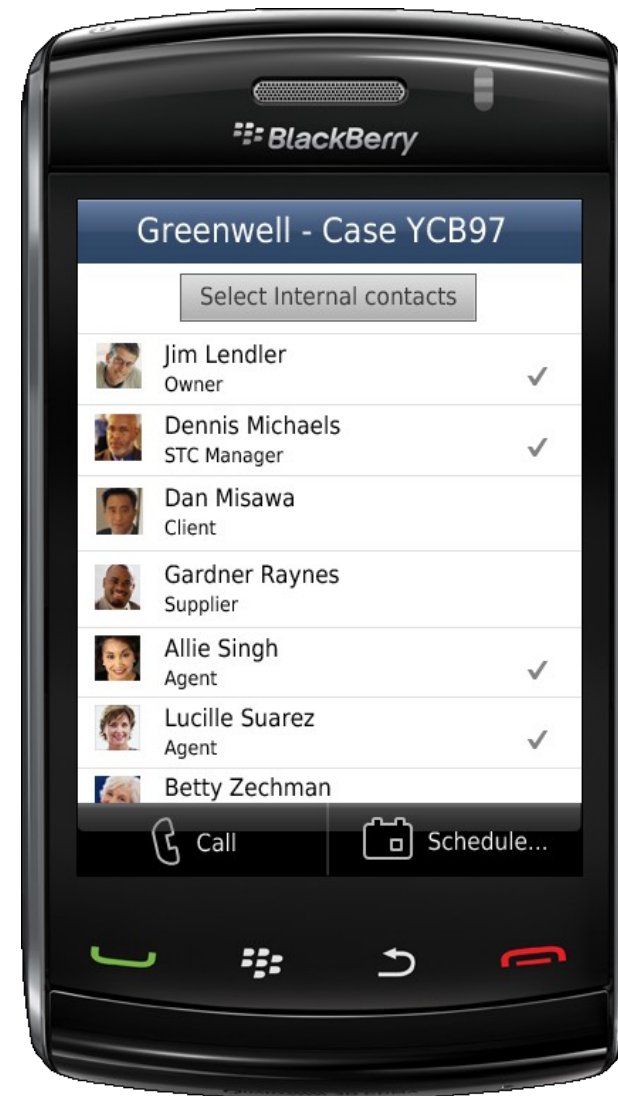 BlackBerry
Greenwell - Case YCB97
Select Internal contacts
Jim Lendler
Owner
Dennis Michaels
STC Manager
Dan Misawa
Client
Gardner Raynes
Supplier
Allie Singh
Agent
Lucille Suarez
Agent
Betty Zechman
Call
Schedule...